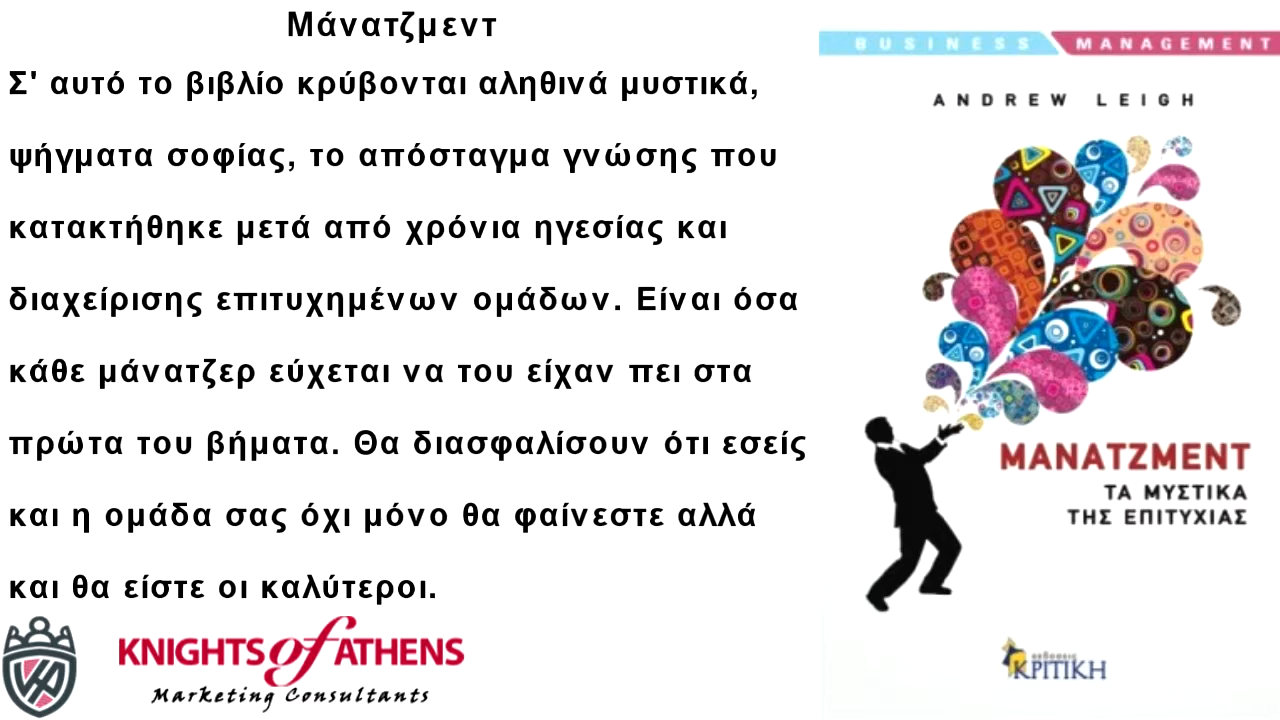 Μάνατζμεντ
Σ' αυτό το βιβλίο κρύβονται αληθινά μυστικά,
ψήγματα σοφίας, το απόσταγμα γνώσης που
κατακτήθηκε μετά από χρόνια ηγεσίας και
διαχείρισης επιτυχημένων ομάδων. Είναι όσα
κάθε μάνατζερ εύχεται να του είχαν πει στα
πρώτα του βήματα. Θα διασφαλίσουν ότι εσείς
και η ομάδα σας όχι μόνο θα φαίνεστε αλλά
και θα είστε οι καλύτεροι.
KNIGHTS of ATHENS
Marketing Consultants
BUSINESS MANAGEMENT
ANDREW LEIGH
ΜΑΝΑΤΖΜΕΝΤ
ΤΑ ΜΥΣΤΙΚΑ
ΤΗΣ ΕΠΙΤΥΧΙΑΣ
εκδοσεις
ΚΡΙΤΙΚΗ